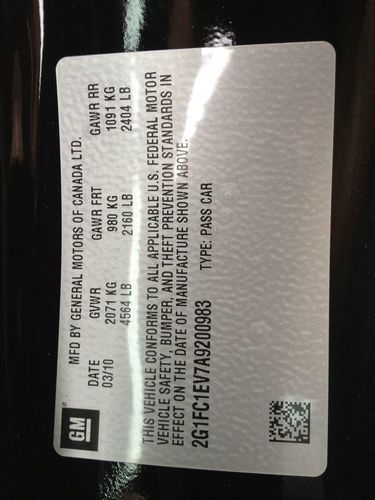 MFD BY GENERAL MOTORS OF CANADA LTD.
DATE GVWR GAWR FRT GAWR RR
03/10 2071 KG 980 KG 1091 KG
4564 LB 2160 LB 2404 LB
THIS VEHICLE CONFORMS TO ALL APPLICABLE U.S. FEDERAL MOTOR
VEHICLE SAFETY, BUMPER, AND THEFT PREVENTION STANDARDS IN
EFFECT ON THE DATE OF MANUFACTURE SHOWN ABOVE.
2G1FC1EV7A9200983 TYPE: PASS CAR
GM